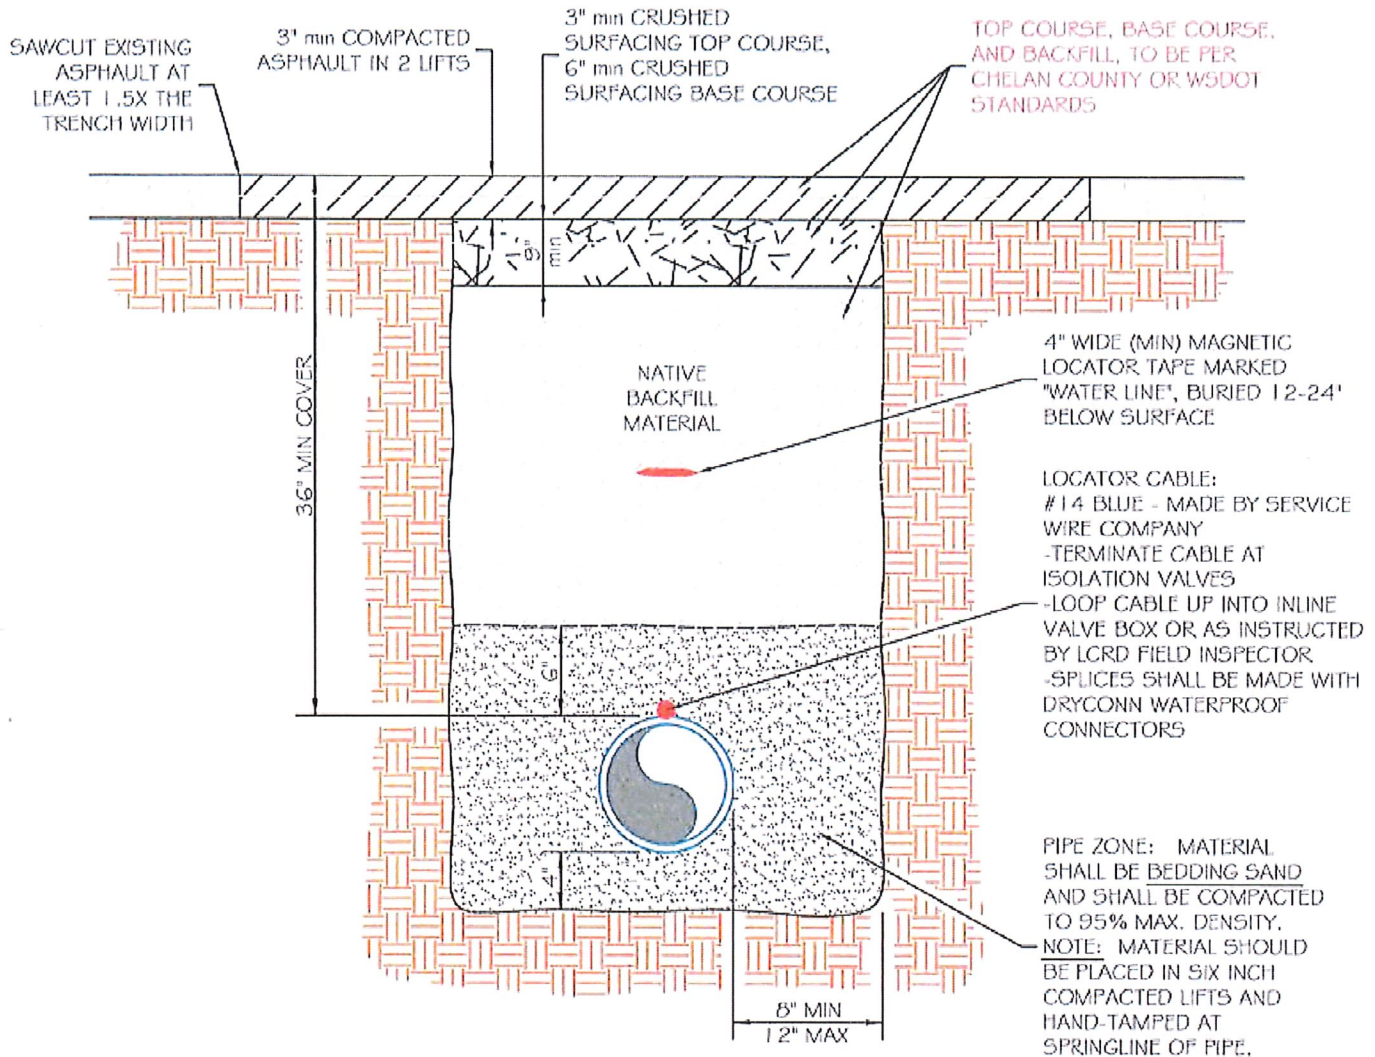 SAWCUT EXISTING
ASPHAULT AT
LEAST 1.5X THE
TRENCH WIDTH
3" min COMPACTED
ASPHAULT IN 2 LIFTS
3" min CRUSHED
SURFACING TOP COURSE,
6" min CRUSHED
SURFACING BASE COURSE
TOP COURSE, BASE COURSE,
AND BACKFILL, TO BE PER
CHELAN COUNTY OR WSDOT
STANDARDS
9"
min
36" MIN COVER
NATIVE
BACKFILL
MATERIAL
4" WIDE (MIN) MAGNETIC
LOCATOR TAPE MARKED
"WATER LINE", BURIED 12-24"
BELOW SURFACE
LOCATOR CABLE:
#14 BLUE - MADE BY SERVICE
WIRE COMPANY
-TERMINATE CABLE AT
ISOLATION VALVES
-LOOP CABLE UP INTO INLINE
VALVE BOX OR AS INSTRUCTED
BY LCRD FIELD INSPECTOR
-SPLICES SHALL BE MADE WITH
DRYCONN WATERPROOF
CONNECTORS
6"
4"
PIPE ZONE: MATERIAL
SHALL BE BEDDING SAND
AND SHALL BE COMPACTED
TO 95% MAX. DENSITY.
NOTE: MATERIAL SHOULD
BE PLACED IN SIX INCH
COMPACTED LIFTS AND
HAND-TAMPED AT
SPRINGLINE OF PIPE.
8" MIN
12" MAX